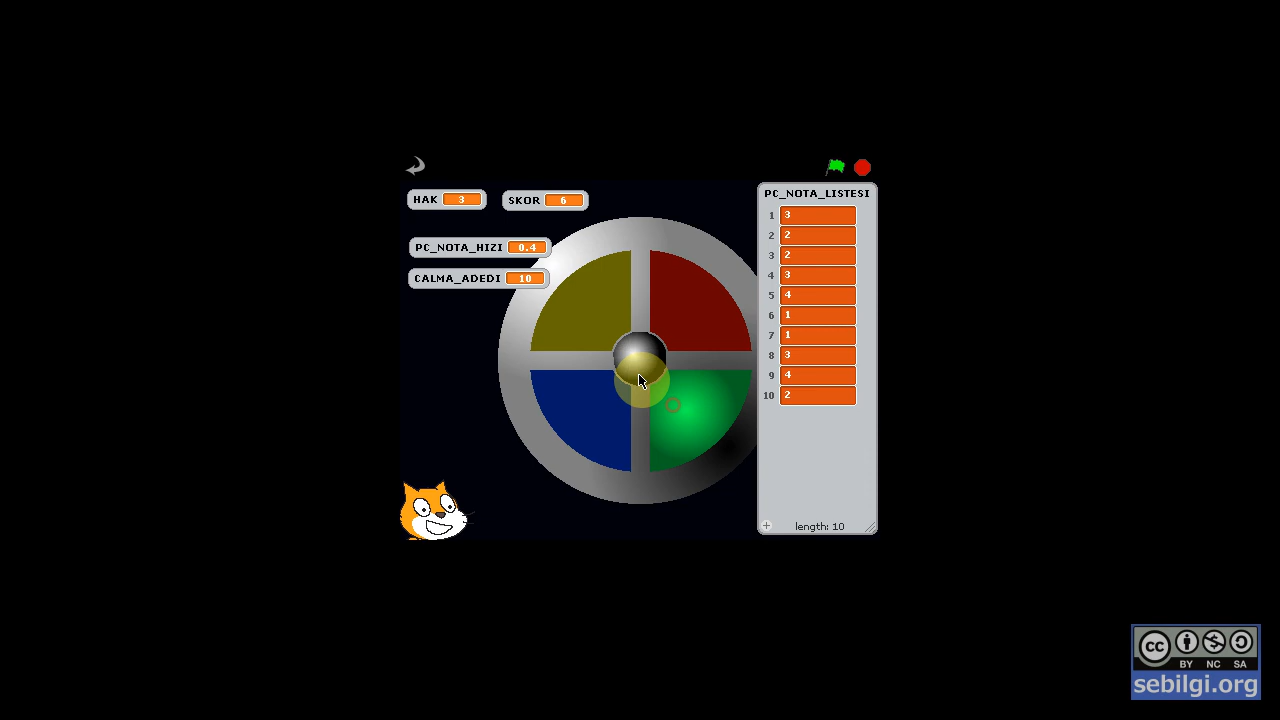 HAK 3
SKOR 6
PC_NOTA_HIZI 0.4
CALMA_ADEDI 10
PC_NOTA_LISTESI
1 3
2 2
3 2
4 3
5 4
6 1
7 1
8 3
9 4
10 2
+ length: 10
cc BY NC SA
sebilgi.org